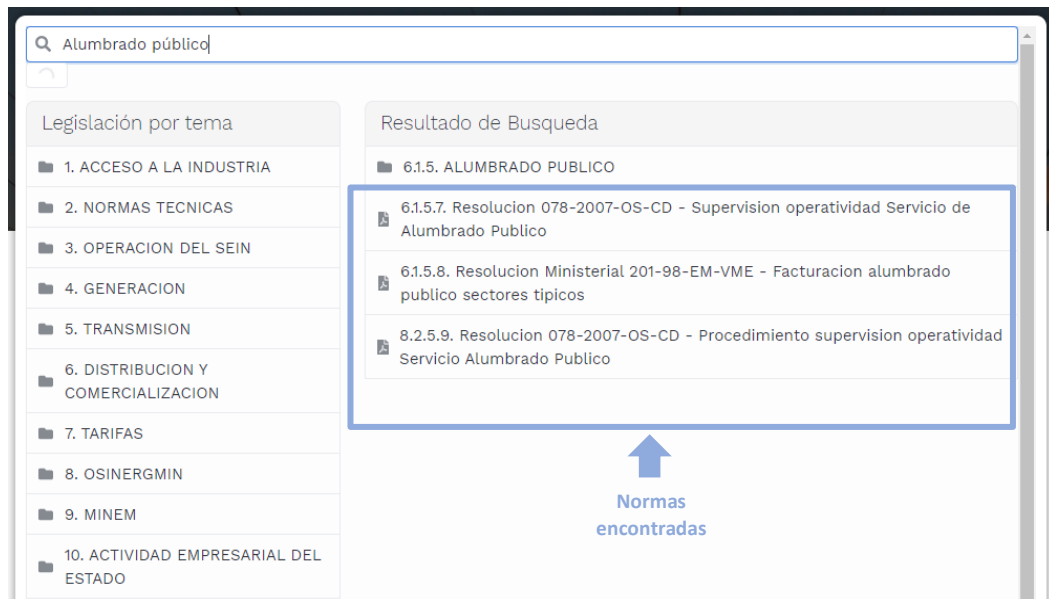 Alumbrado público
Legislación por tema
1. ACCESO A LA INDUSTRIA
2. NORMAS TECNICAS
3. OPERACION DEL SEIN
4. GENERACION
5. TRANSMISION
6. DISTRIBUCION Y
COMERCIALIZACION
7. TARIFAS
8. OSINERGMIN
9. MINEM
10. ACTIVIDAD EMPRESARIAL DEL
ESTADO
Resultado de Busqueda
6.1.5. ALUMBRADO PUBLICO
6.1.5.7. Resolucion 078-2007-OS-CD - Supervision operatividad Servicio de
Alumbrado Publico
6.1.5.8. Resolucion Ministerial 201-98-EM-VME - Facturacion alumbrado
publico sectores tipicos
8.2.5.9. Resolucion 078-2007-OS-CD - Procedimiento supervision operatividad
Servicio Alumbrado Publico
Normas
encontradas